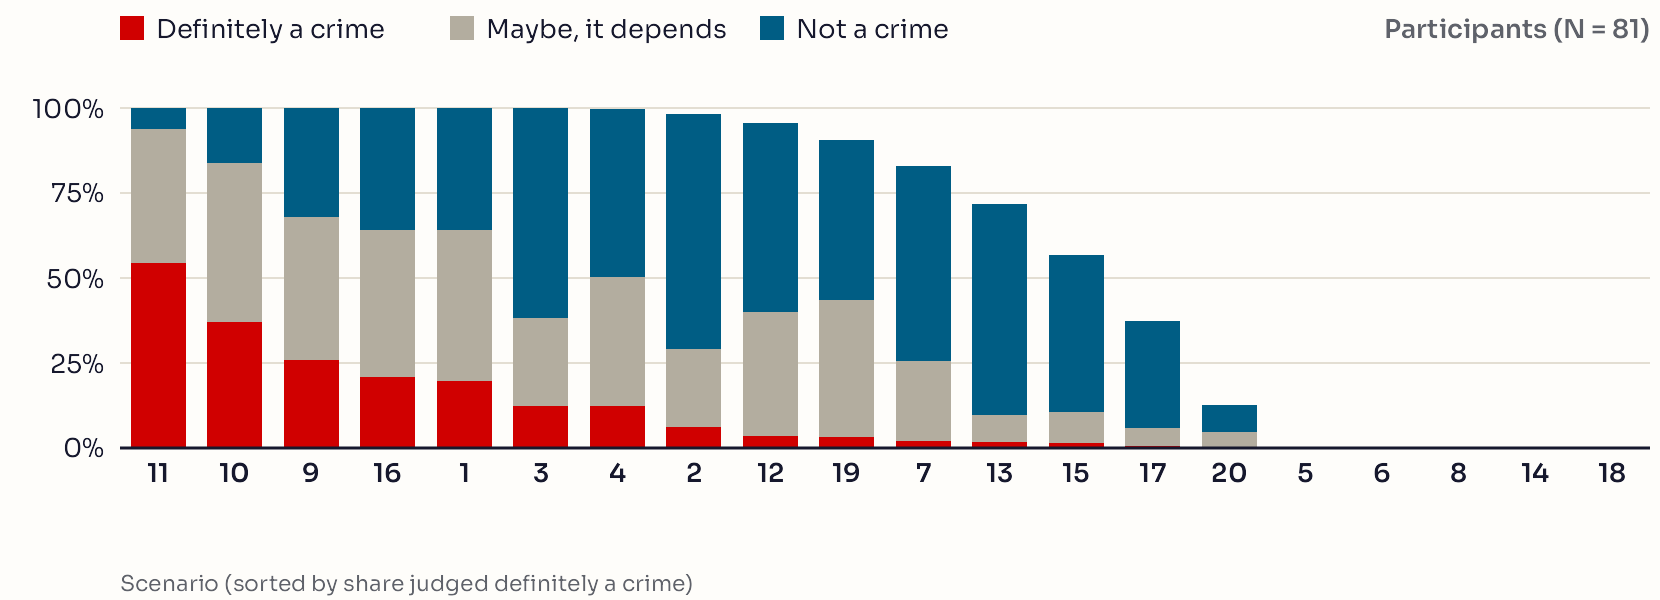 Definitely a crime Maybe, it depends Not a crime Participants (N = 81)
100%
75%
50%
25%
0%
11 10 9 16 1 3 4 2 12 19 7 13 15 17 20 5 6 8 14 18
Scenario (sorted by share judged definitely a crime)